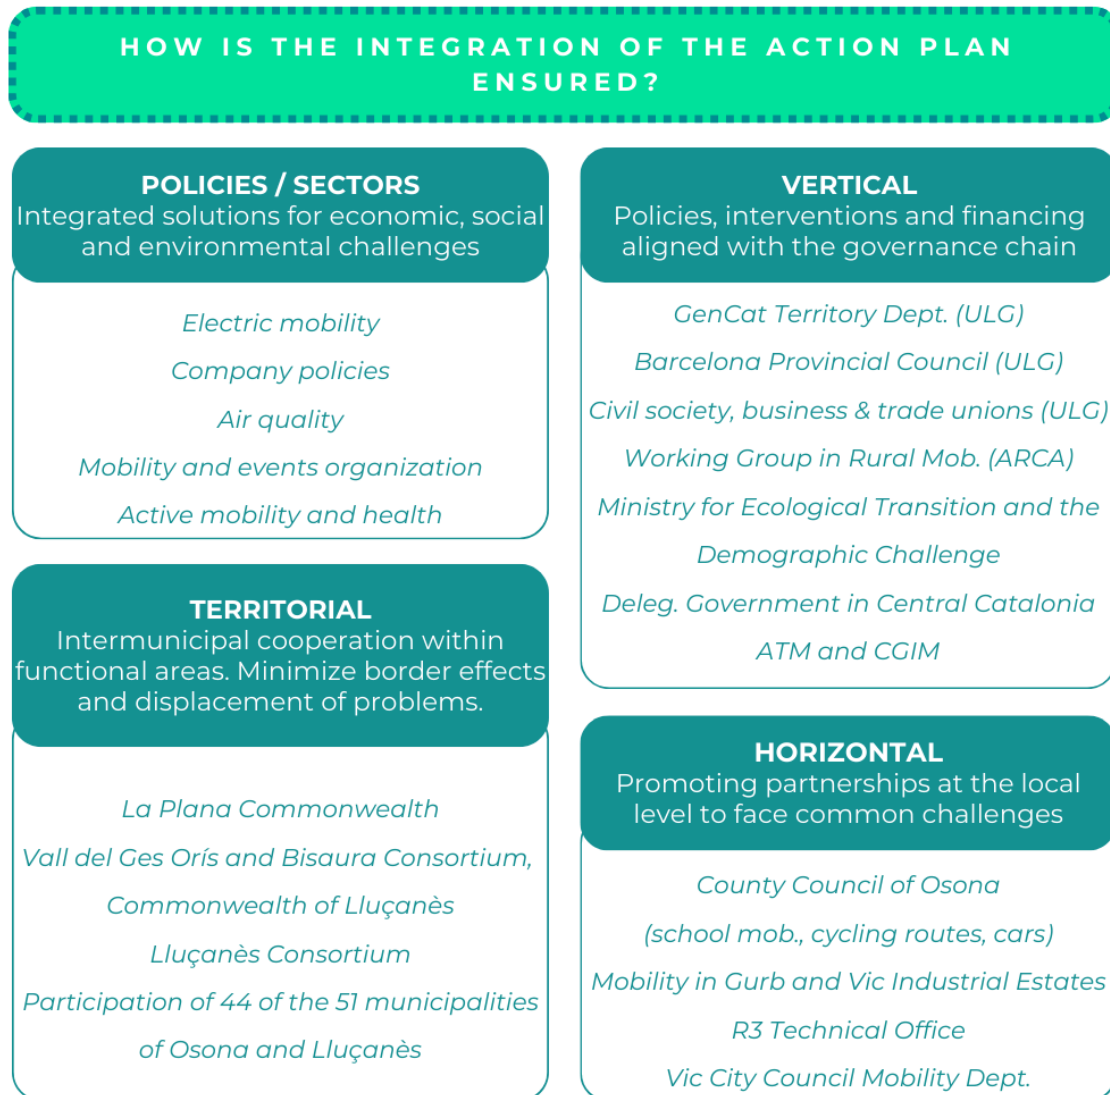 HOW IS THE INTEGRATION OF THE ACTION PLAN
ENSURED?
POLICIES / SECTORS
Integrated solutions for economic, social
and environmental challenges
Electric mobility
Company policies
Air quality
Mobility and events organization
Active mobility and health
TERRITORIAL
Intermunicipal cooperation within
functional areas. Minimize border effects
and displacement of problems.
La Plana Commonwealth
Vall del Ges Orís and Bisaura Consortium,
Commonwealth of Lluçanès
Lluçanès Consortium
Participation of 44 of the 51 municipalities
of Osona and Lluçanès
VERTICAL
Policies, interventions and financing
aligned with the governance chain
GenCat Territory Dept. (ULG)
Barcelona Provincial Council (ULG)
Civil society, business & trade unions (ULG)
Working Group in Rural Mob. (ARCA)
Ministry for Ecological Transition and the
Demographic Challenge
Deleg. Government in Central Catalonia
ATM and CGIM
HORIZONTAL
Promoting partnerships at the local
level to face common challenges
County Council of Osona
(school mob., cycling routes, cars)
Mobility in Gurb and Vic Industrial Estates
R3 Technical Office
Vic City Council Mobility Dept.